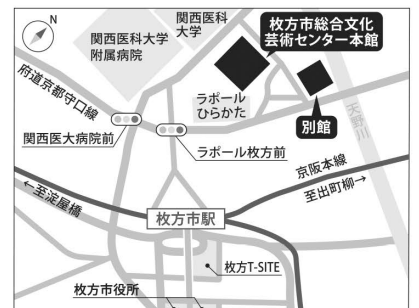 N
関西医科
大学
関西医科大学
附属病院
枚方市総合文化
芸術センター本館
府道京都守口線
ラポール
ひらかた
別館
天野川
関西医大病院前
ラポール枚方前
京阪本線
至出町柳→
←至淀屋橋
枚方市駅
枚方T-SITE
枚方市役所